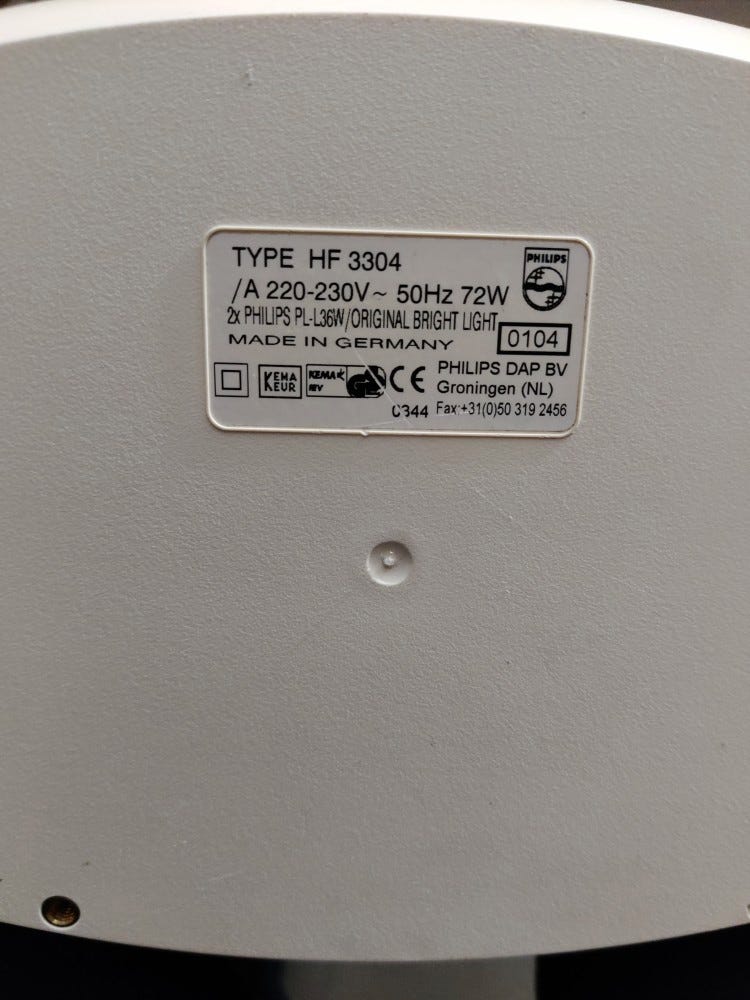 TYPE HF 3304
PHILIPS
/A 220-230V~ 50Hz 72W
2x PHILIPS PL-L36W/ORIGINAL BRIGHT LIGHT
MADE IN GERMANY
0104
KEMA
KEUR
KEMA
CE
0344
PHILIPS DAP BV
Groningen (NL)
Fax:+31(0)50 319 2456